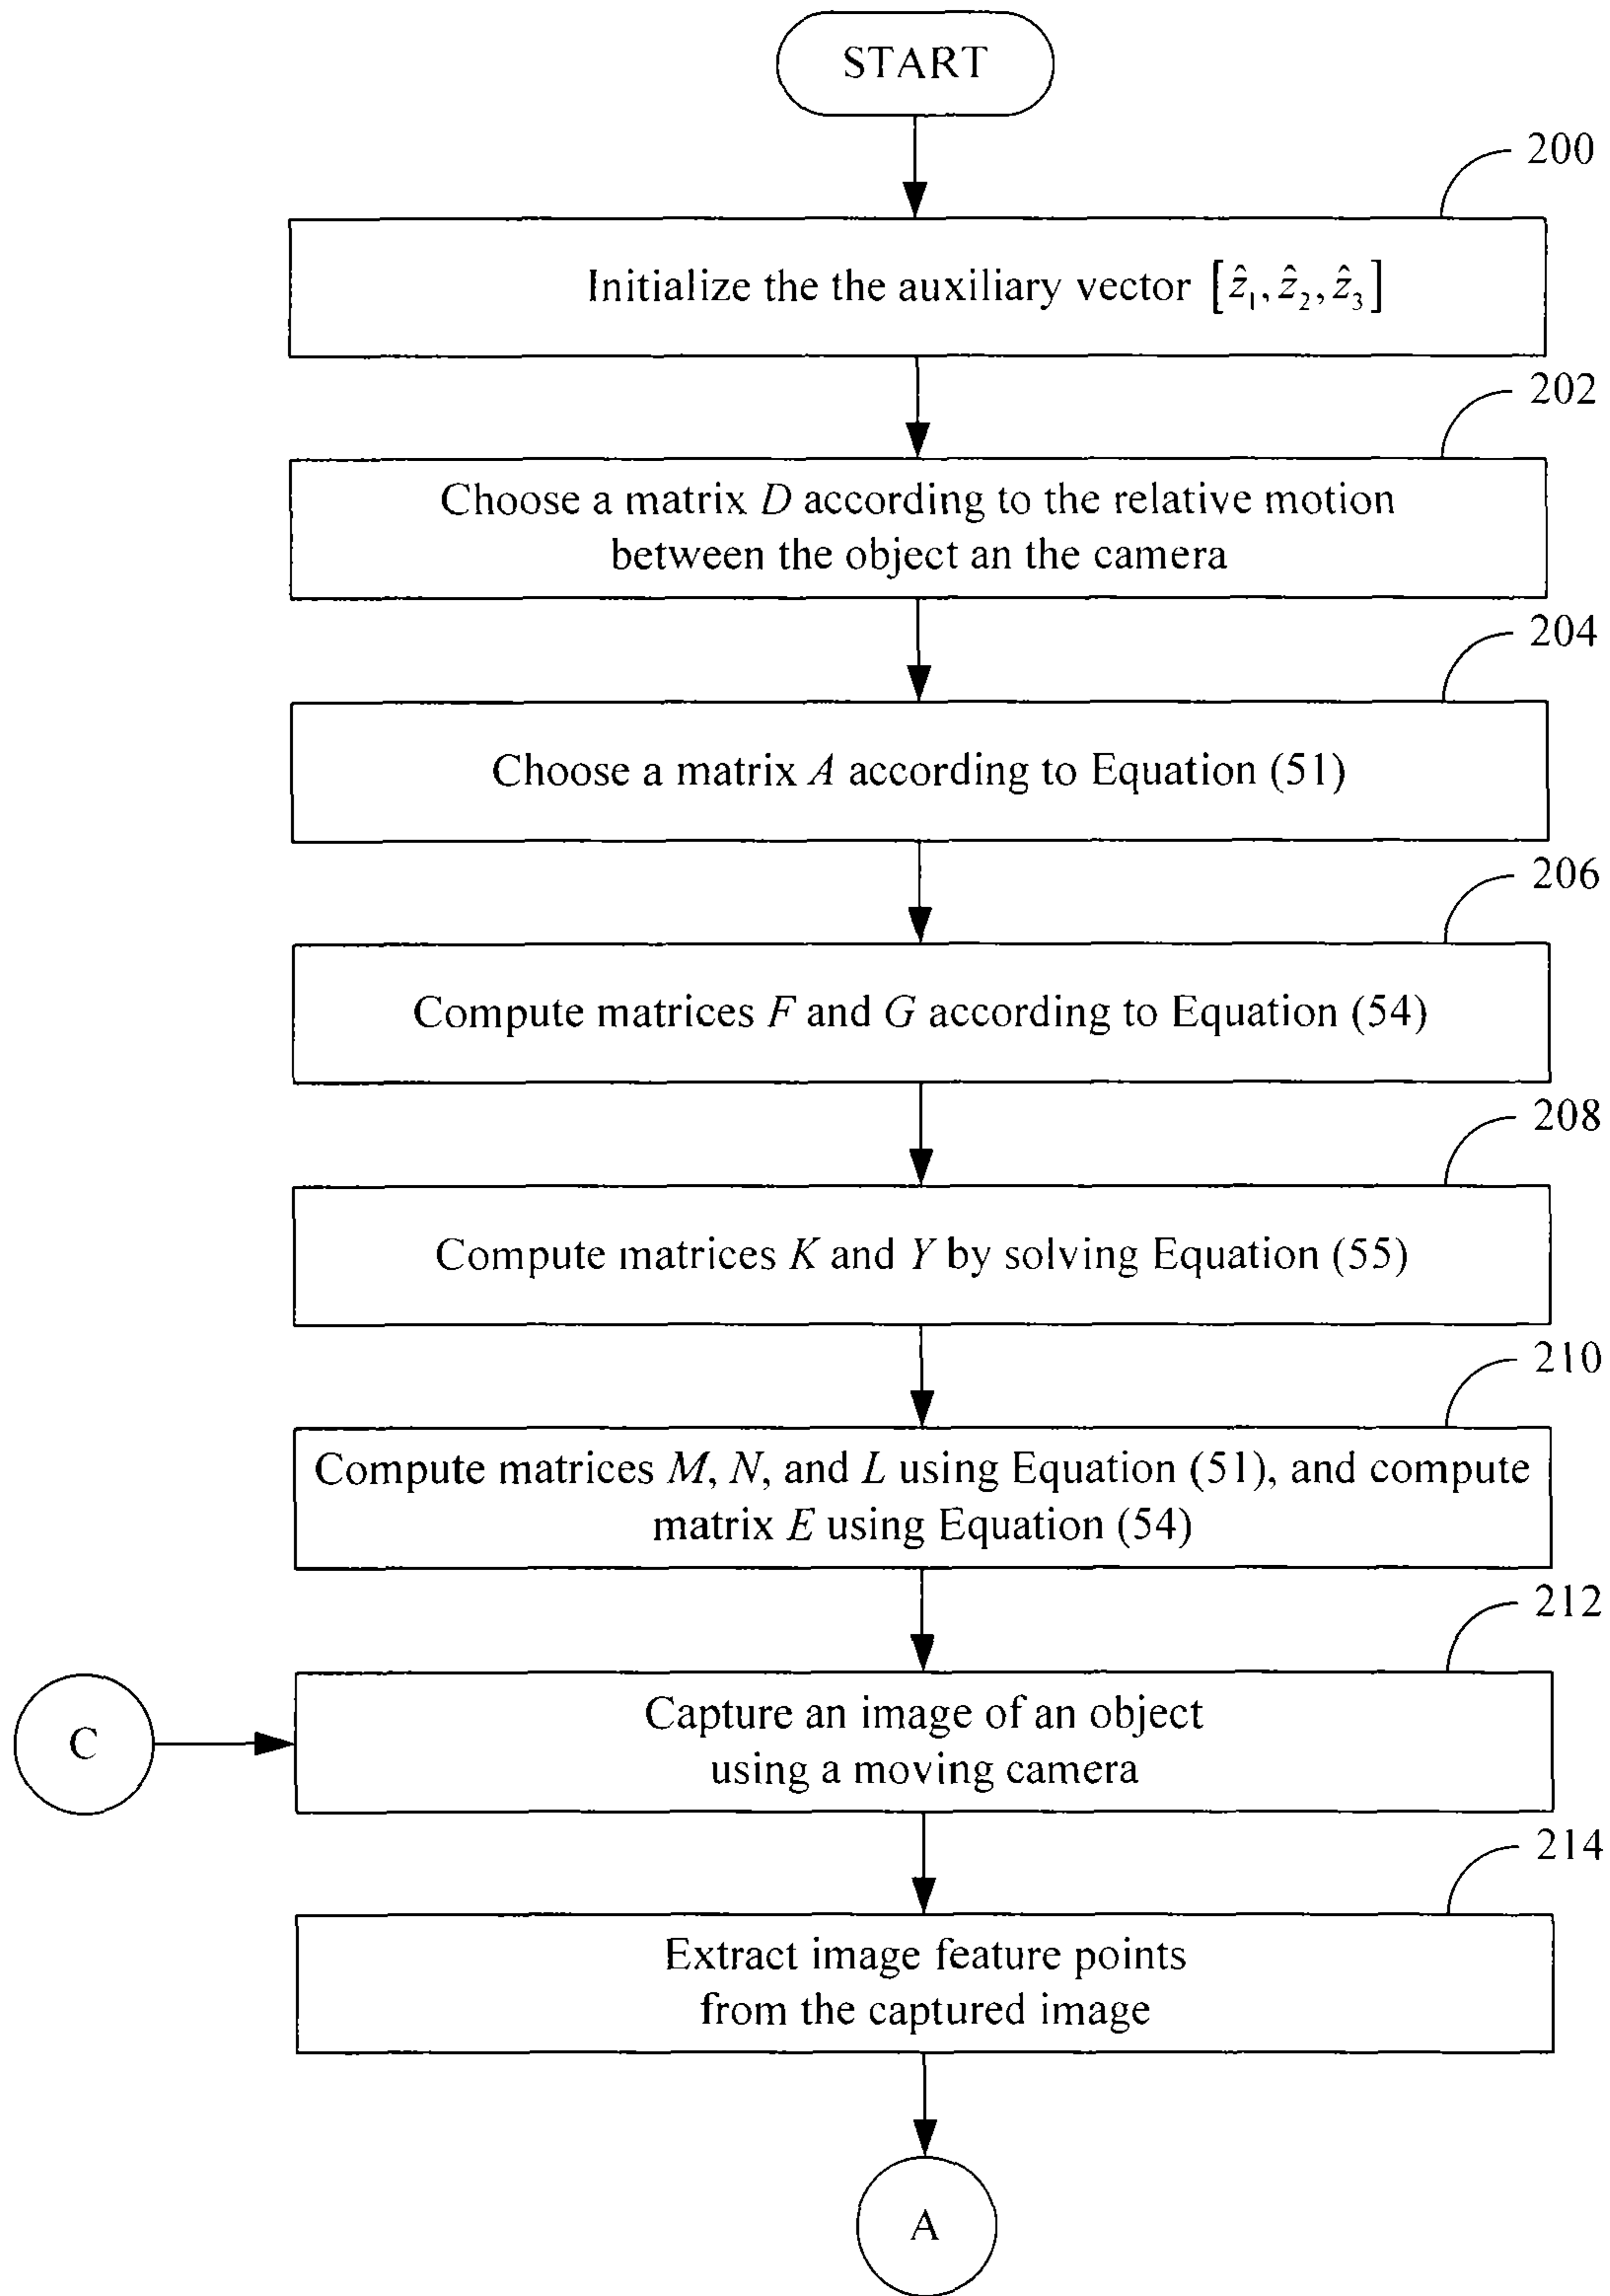 START
200
Initialize the the auxiliary vector [ẑ₁, ẑ₂, ẑ₃]
202
Choose a matrix D according to the relative motion
between the object an the camera
204
Choose a matrix A according to Equation (51)
206
Compute matrices F and G according to Equation (54)
208
Compute matrices K and Y by solving Equation (55)
210
Compute matrices M, N, and L using Equation (51), and compute
matrix E using Equation (54)
212
C
Capture an image of an object
using a moving camera
214
Extract image feature points
from the captured image
A